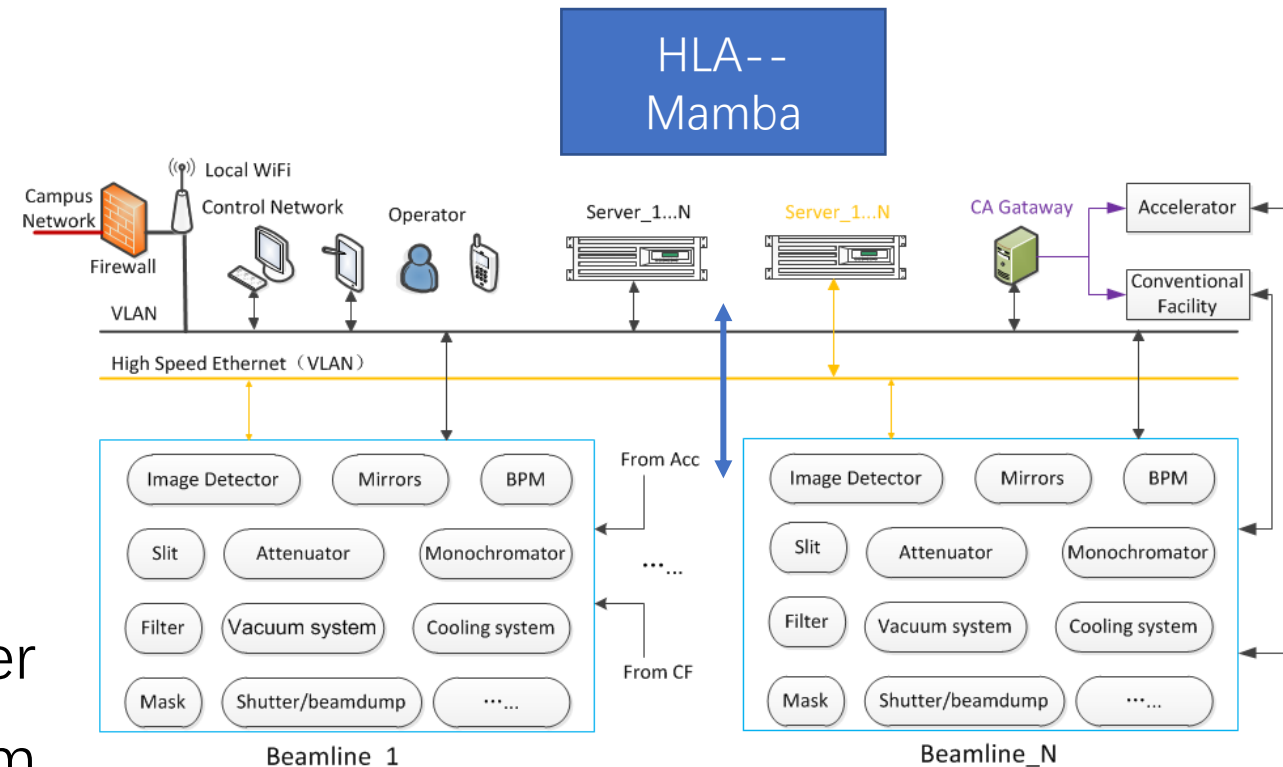 HLA--
Mamba
Local WiFi
Campus
Network
Control Network
Operator
Server_1...N
Server_1...N
CA Gataway
Accelerator
Firewall
Conventional
Facility
VLAN
High Speed Ethernet（VLAN）
From Acc
Image Detector
Mirrors
BPM
Slit
Attenuator
Monochromator
Filter
Vacuum system
Cooling system
Mask
Shutter/beamdump
…...
Beamline_1
…...
From CF
Image Detector
Mirrors
BPM
Slit
Attenuator
Monochromator
Filter
Vacuum system
Cooling system
Mask
Shutter/beamdump
…...
Beamline_N
er